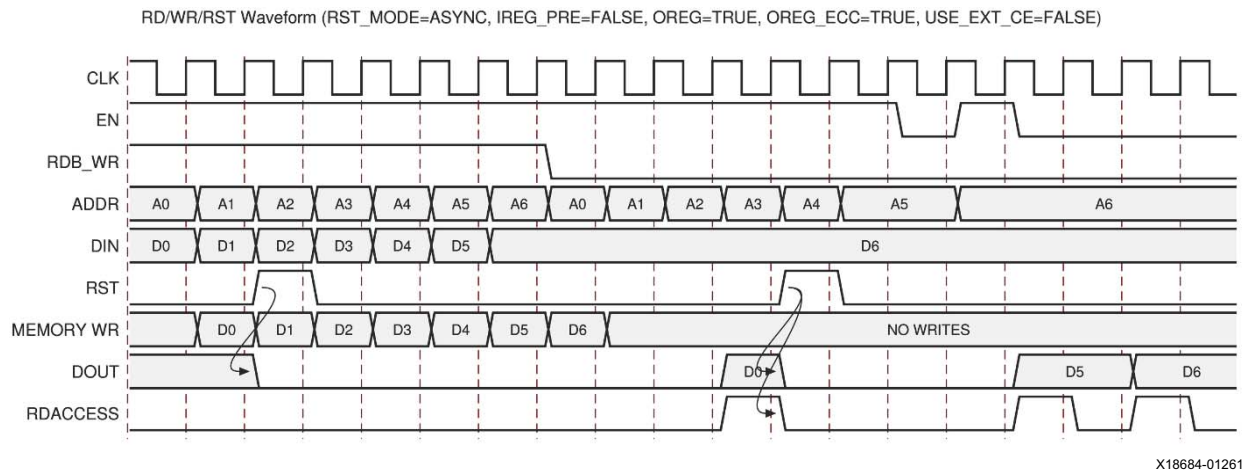 RD/WR/RST Waveform (RST_MODE=ASYNC, IREG_PRE=FALSE, OREG=TRUE, OREG_ECC=TRUE, USE_EXT_CE=FALSE)
CLK
EN
RDB_WR
ADDR A0 A1 A2 A3 A4 A5 A6 A0 A1 A2 A3 A4 A5 A6
DIN D0 D1 D2 D3 D4 D5 D6
RST
MEMORY WR D0 D1 D2 D3 D4 D5 D6 NO WRITES
DOUT D0 D5 D6
RDACCESS
X18684-01261